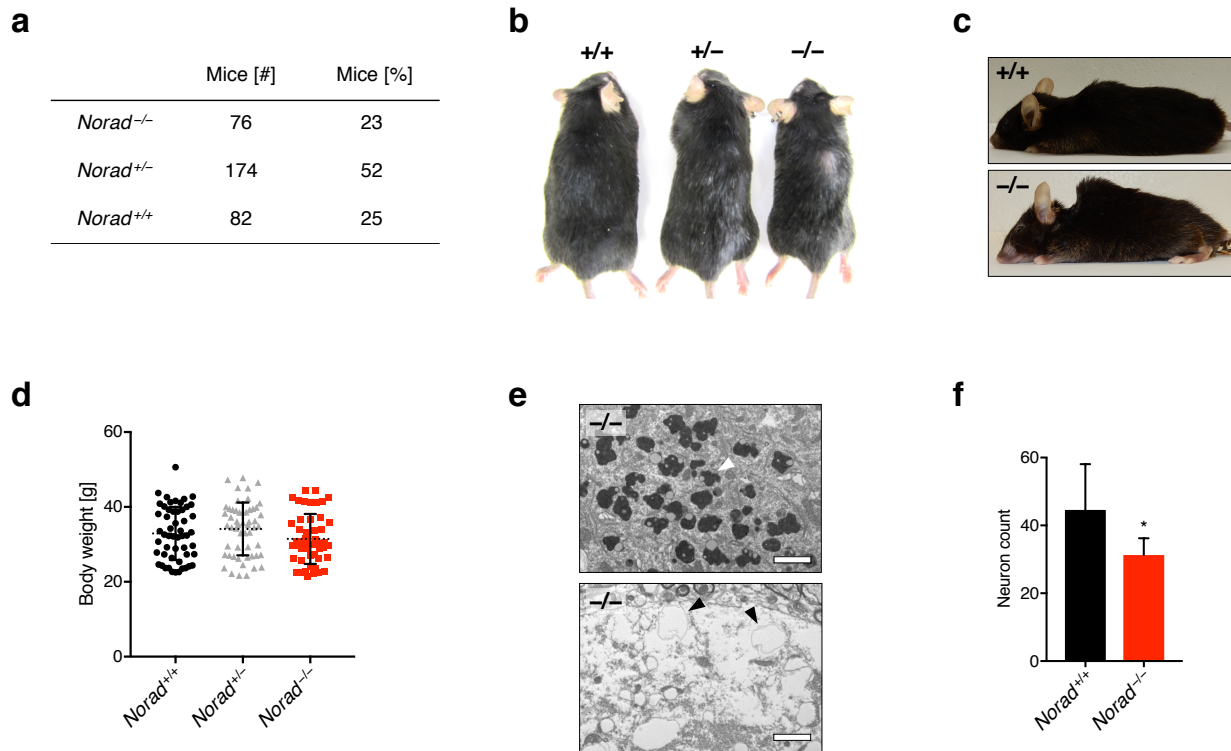 a
Mice [#] Mice [%]
Norad−/− 76 23
Norad+/− 174 52
Norad+/+ 82 25
b
+/+ +/− −/−
c
+/+
−/−
d
Body weight [g]
60
40
20
0
Norad+/+ Norad+/− Norad−/−
e
−/−
−/−
f
Neuron count
60
40
20
0
*
Norad+/+ Norad−/−